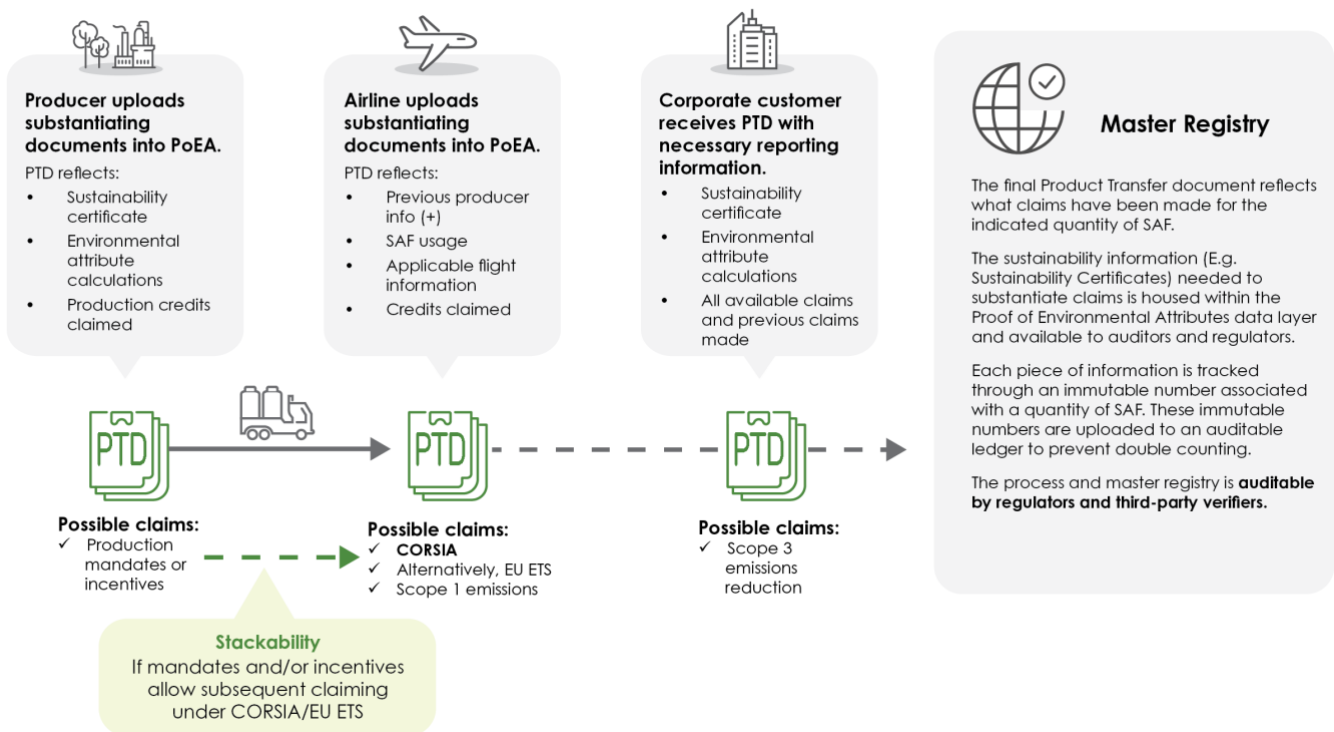 Producer uploads
substantiating
documents into PoEA.
PTD reflects:
• Sustainability
certificate
• Environmental
attribute
calculations
• Production credits
claimed
Airline uploads
substantiating
documents into PoEA.
PTD reflects:
• Previous producer
info (+)
• SAF usage
• Applicable flight
information
• Credits claimed
Corporate customer
receives PTD with
necessary reporting
information.
• Sustainability
certificate
• Environmental
attribute
calculations
• All available claims
and previous claims
made
PTD
PTD
PTD
Possible claims:
✓ Production
mandates or
incentives
Possible claims:
✓ CORSIA
✓ Alternatively, EU ETS
✓ Scope 1 emissions
Possible claims:
✓ Scope 3
emissions
reduction
Stackability
If mandates and/or incentives
allow subsequent claiming
under CORSIA/EU ETS
Master Registry
The final Product Transfer document reflects
what claims have been made for the
indicated quantity of SAF.
The sustainability information (E.g.
Sustainability Certificates) needed to
substantiate claims is housed within the
Proof of Environmental Attributes data layer
and available to auditors and regulators.
Each piece of information is tracked
through an immutable number associated
with a quantity of SAF. These immutable
numbers are uploaded to an auditable
ledger to prevent double counting.
The process and master registry is auditable
by regulators and third-party verifiers.